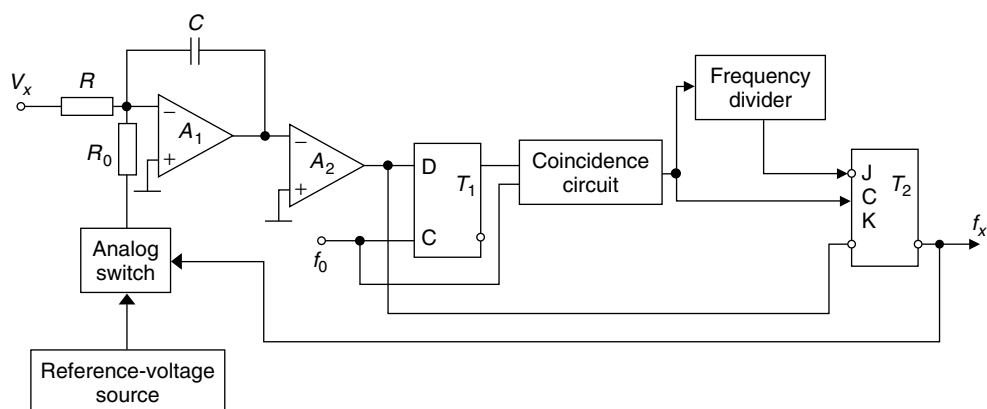 C
V_x
R
R_0
−
A_1
+
−
A_2
+
D
T_1
C
f_0
Coincidence
circuit
Frequency
divider
J
C
T_2
K
f_x
Analog
switch
Reference-voltage
source